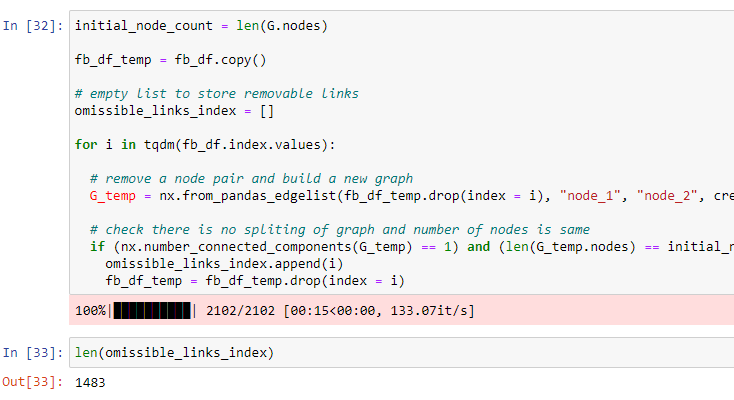 In [32]: initial_node_count = len(G.nodes)
fb_df_temp = fb_df.copy()
# empty list to store removable links
omissible_links_index = []
for i in tqdm(fb_df.index.values):
# remove a node pair and build a new graph
G_temp = nx.from_pandas_edgelist(fb_df_temp.drop(index = i), "node_1", "node_2", cre
# check there is no spliting of graph and number of nodes is same
if (nx.number_connected_components(G_temp) == 1) and (len(G_temp.nodes) == initial_n
omissible_links_index.append(i)
fb_df_temp = fb_df_temp.drop(index = i)
100%|██████████| 2102/2102 [00:15<00:00, 133.07it/s]
In [33]: len(omissible_links_index)
Out[33]: 1483